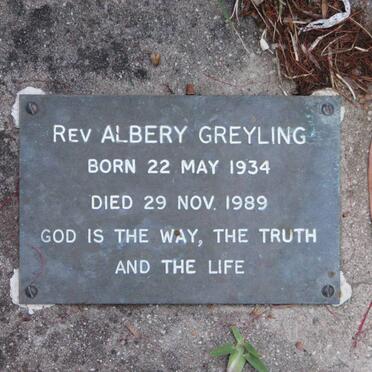 REV ALBERY GREYLING
BORN 22 MAY 1934
DIED 29 NOV. 1989
GOD IS THE WAY, THE TRUTH
AND THE LIFE